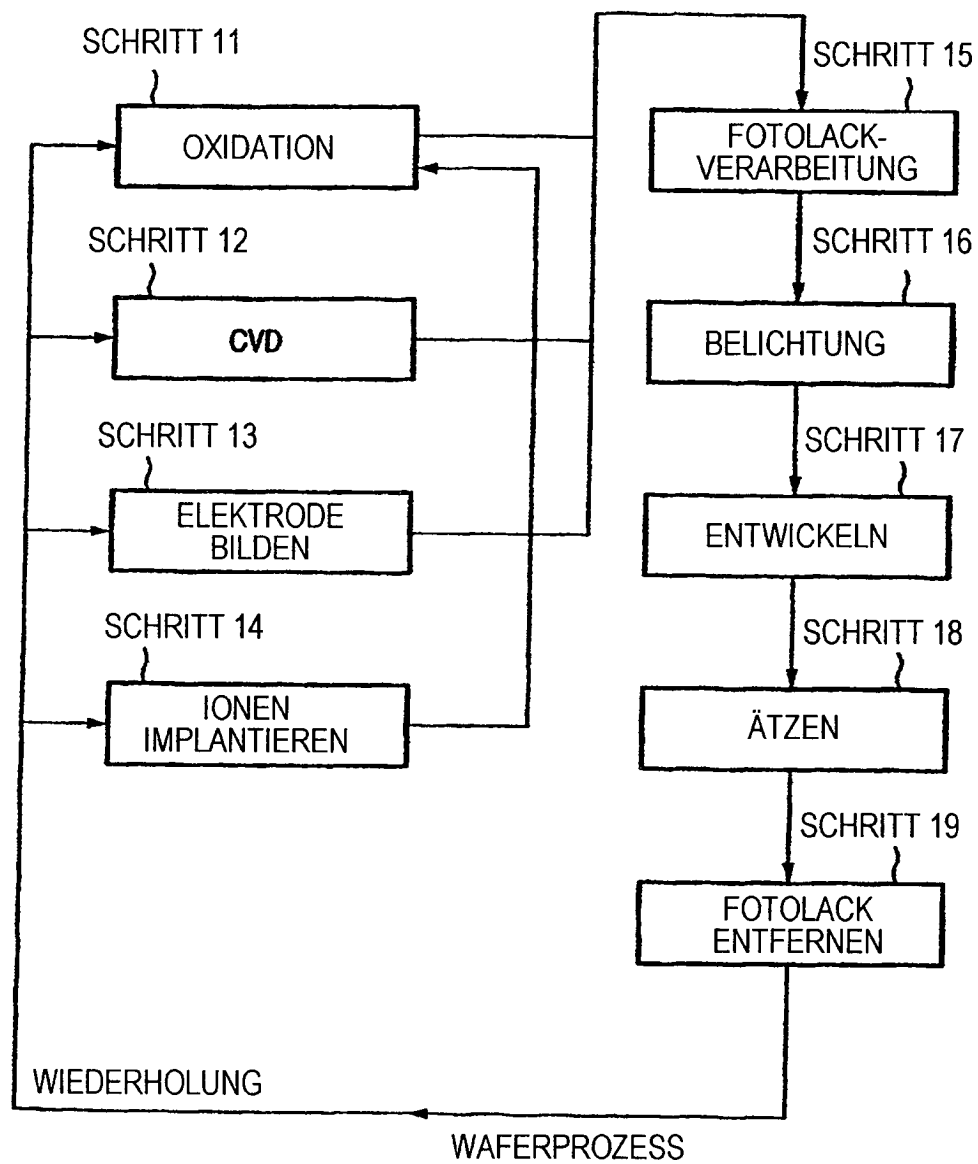 SCHRITT 11
OXIDATION
SCHRITT 12
CVD
SCHRITT 13
ELEKTRODE
BILDEN
SCHRITT 14
IONEN
IMPLANTIEREN
SCHRITT 15
FOTOLACK-
VERARBEITUNG
SCHRITT 16
BELICHTUNG
SCHRITT 17
ENTWICKELN
SCHRITT 18
ÄTZEN
SCHRITT 19
FOTOLACK
ENTFERNEN
WIEDERHOLUNG
WAFERPROZESS